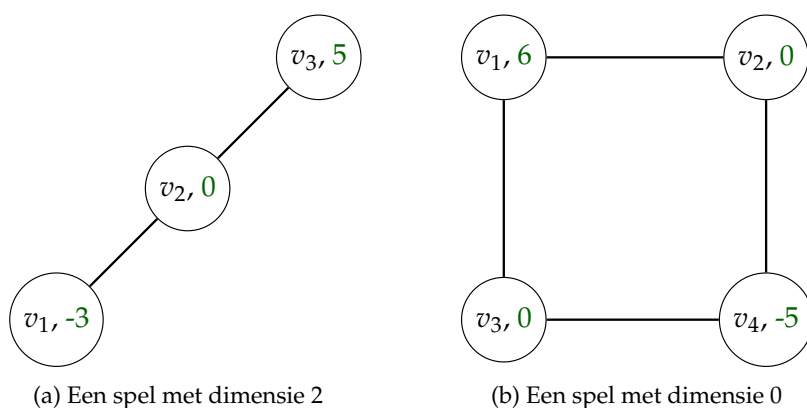 v₃, 5
v₂, 0
v₁, -3
(a) Een spel met dimensie 2
v₁, 6
v₂, 0
v₃, 0
v₄, -5
(b) Een spel met dimensie 0